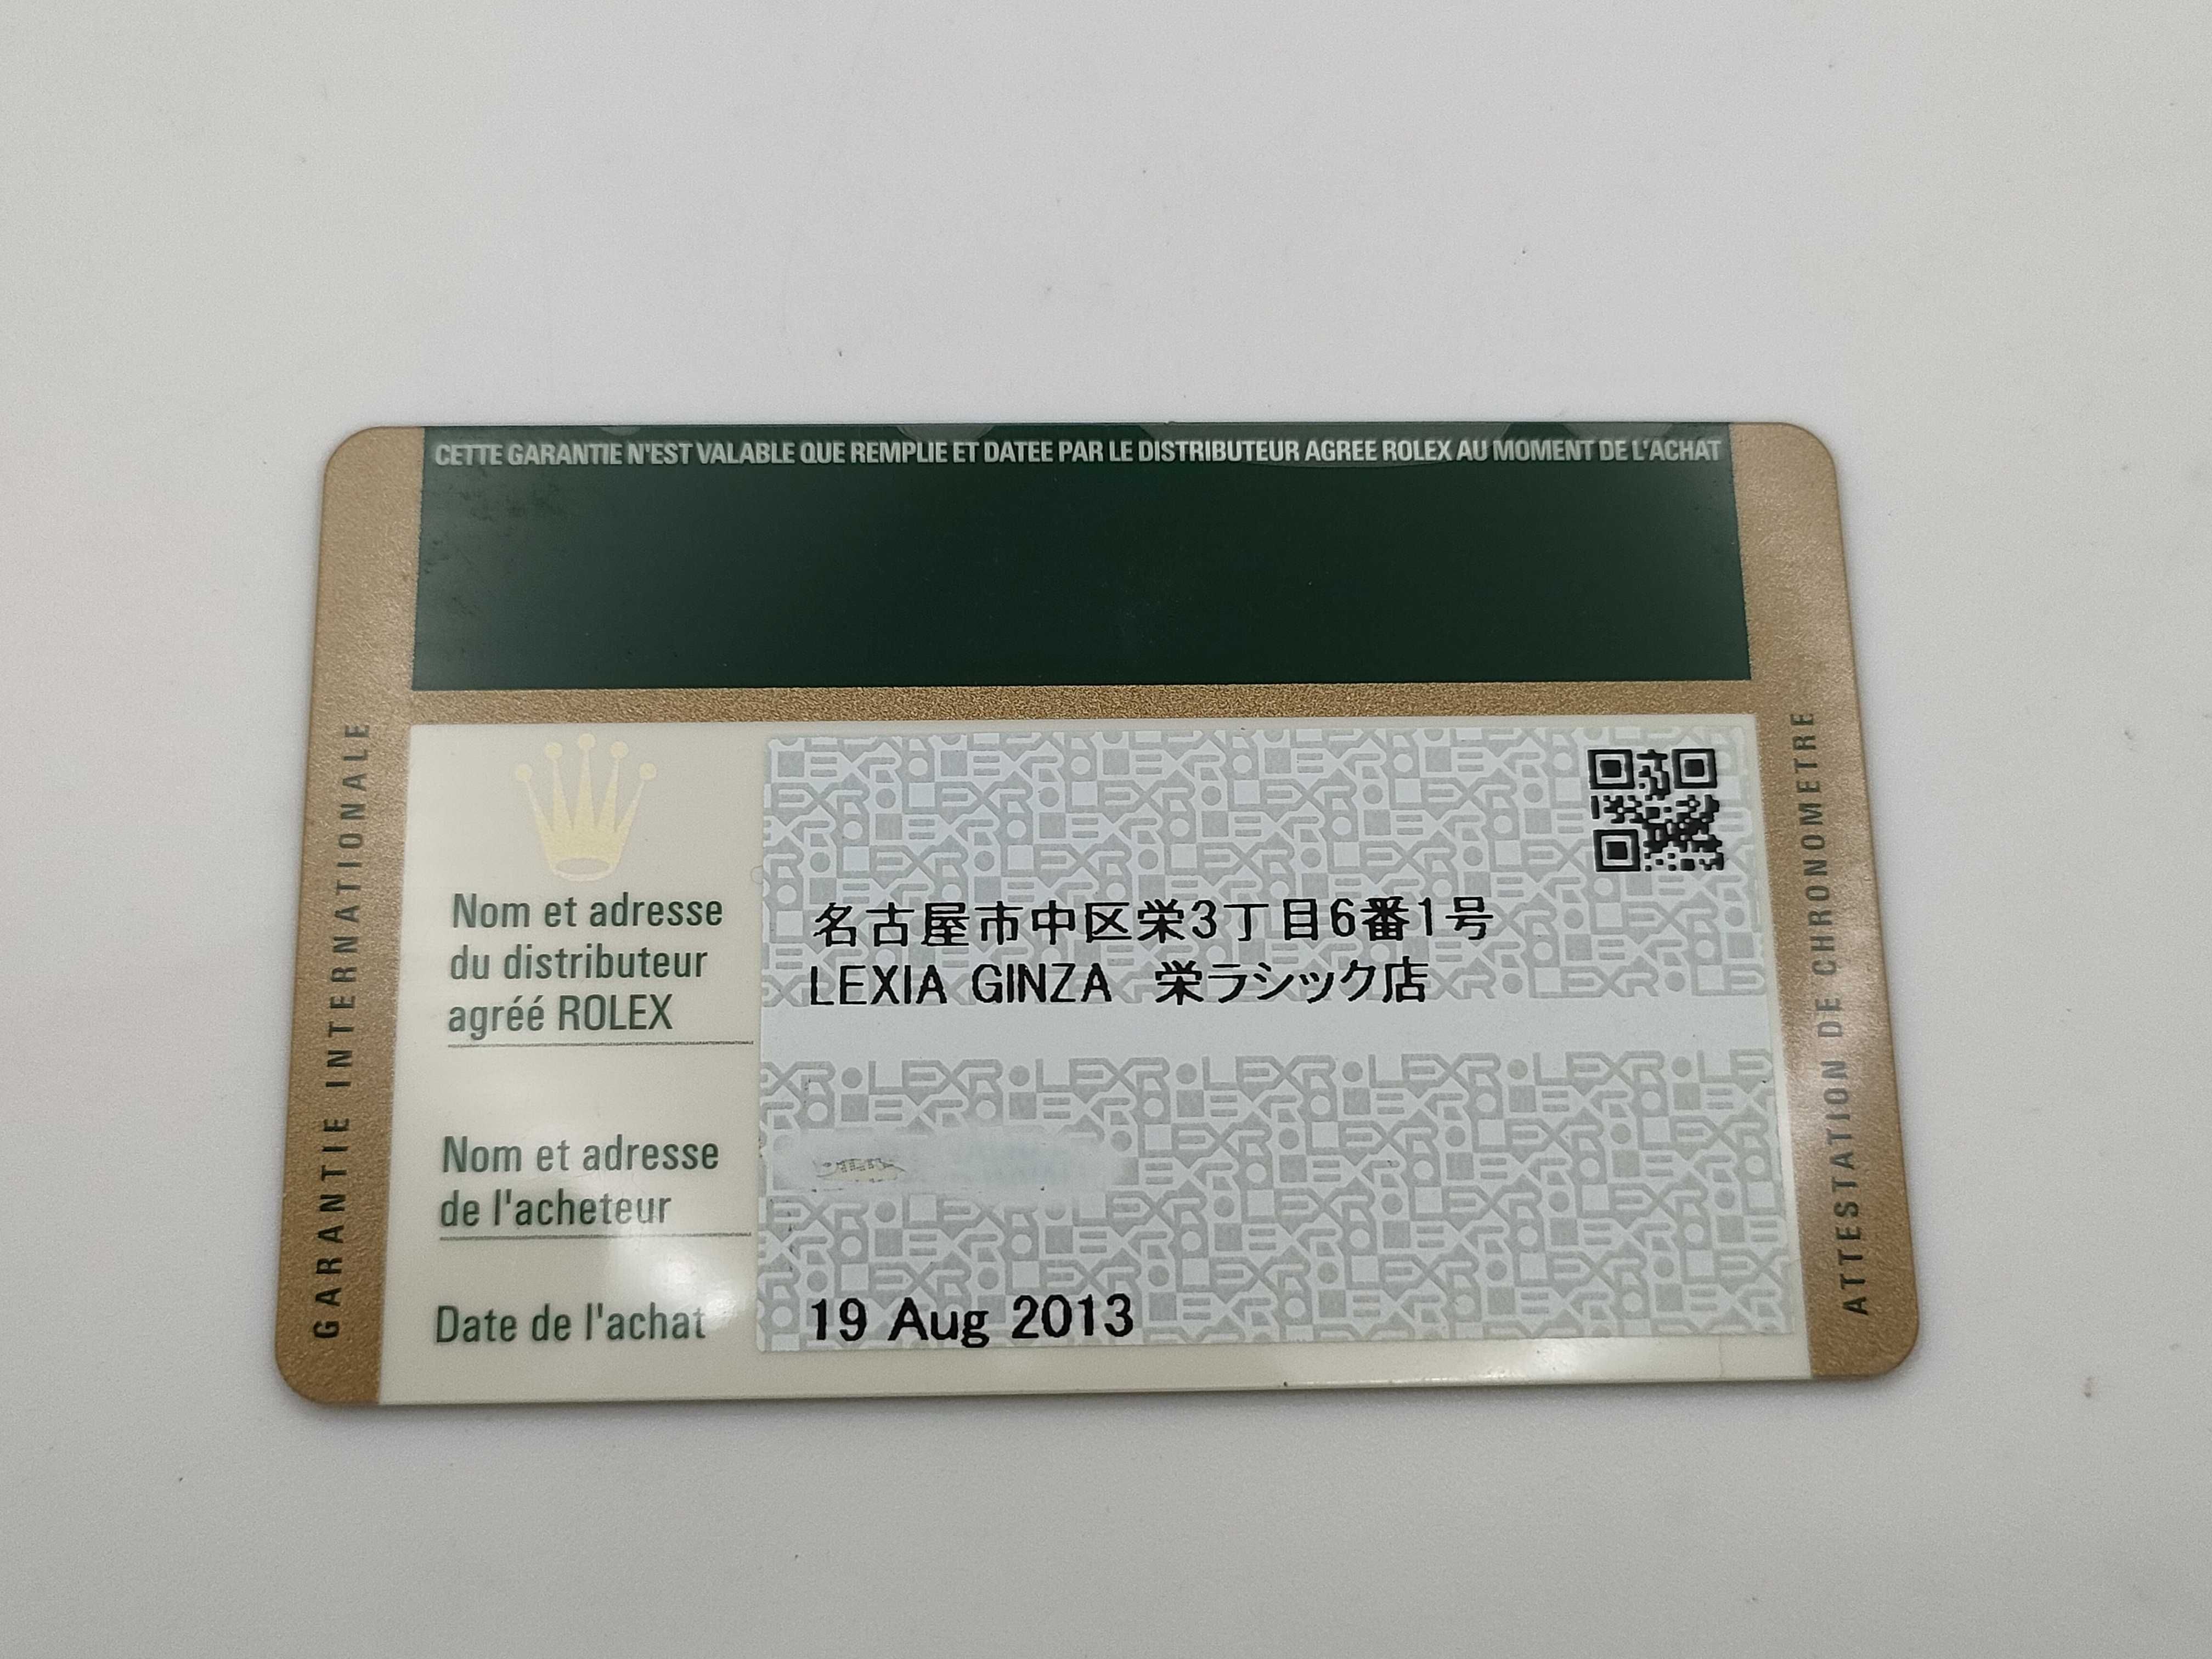 CETTE GARANTIE N'EST VALABLE QUE REMPLIE ET DATEE PAR LE DISTRIBUTEUR AGREE ROLEX AU MOMENT DE L'ACHAT
GARANTIE INTERNATIONALE
Nom et adresse
du distributeur
agréé ROLEX
名古屋市中区栄3丁目6番1号
LEXIA GINZA 栄ラシック店
Nom et adresse
de l'acheteur
Date de l'achat
19 Aug 2013
ATTESTATION DE CHRONOMETRE